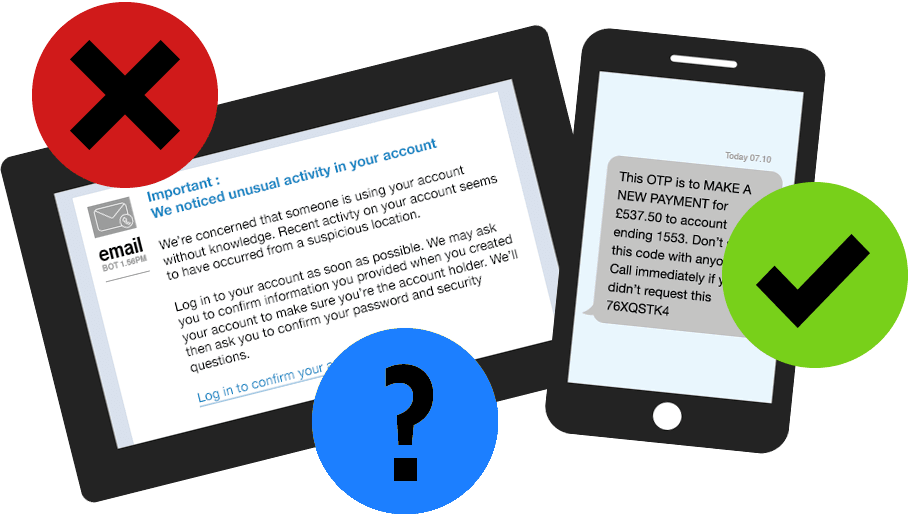 Important :
We noticed unusual activity in your account
email
BOT 1.56PM
We're concerned that someone is using your account
without knowledge. Recent activty on your account seems
to have occurred from a suspicious location.
Log in to your account as soon as possible. We may ask
you to confirm information you provided when you created
your account to make sure you're the account holder. We'll
then ask you to confirm your password and security
questions.
Log in to confirm your
Today 07.10
This OTP is to MAKE A
NEW PAYMENT for
£537.50 to account
ending 1553. Don't
this code with
Call immediately if
didn't request this
76XQSTK4
?